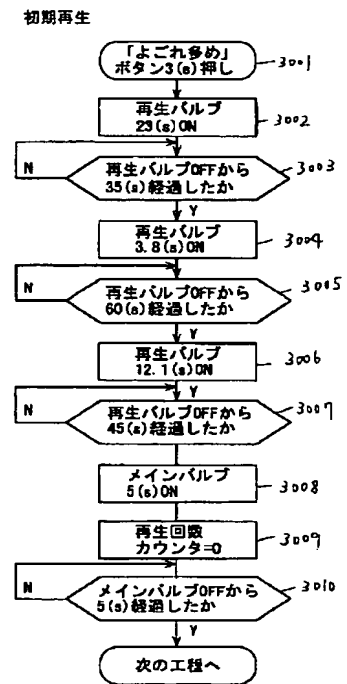 初期再生
「よごれ多め」
ボタン3(s)押し
3001
再生バルブ
23(s)ON
3002
再生バルブOFFから
35(s)経過したか
3003
N
Y
再生バルブ
3.8(s)ON
3004
再生バルブOFFから
60(s)経過したか
3005
N
Y
再生バルブ
12.1(s)ON
3006
Y
再生バルブOFFから
45(s)経過したか
3007
N
メインバルブ
5(s)ON
3008
再生回数
カウンタ=0
3009
メインバルブOFFから
5(s)経過したか
3010
N
Y
次の工程へ